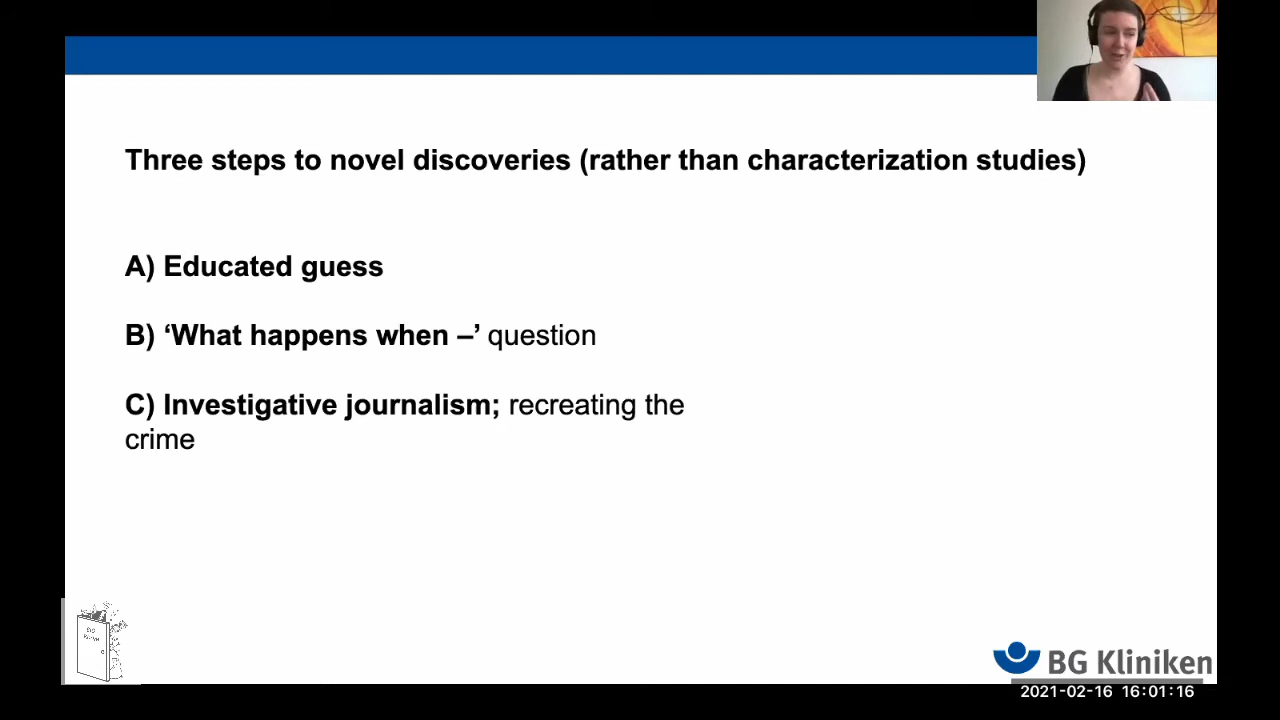 Three steps to novel discoveries (rather than characterization studies)
A) Educated guess
B) ‘What happens when –’ question
C) Investigative journalism; recreating the
crime
BG Kliniken
2021-02-16 16:01:16